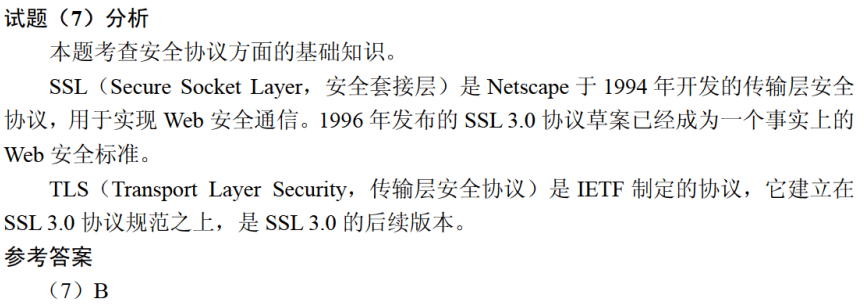 试题（7）分析
本题考查安全协议方面的基础知识。
SSL（Secure Socket Layer，安全套接层）是 Netscape 于 1994 年开发的传输层安全
协议，用于实现 Web 安全通信。1996 年发布的 SSL 3.0 协议草案已经成为一个事实上的
Web 安全标准。
TLS（Transport Layer Security，传输层安全协议）是 IETF 制定的协议，它建立在
SSL 3.0 协议规范之上，是 SSL 3.0 的后续版本。
参考答案
（7）B